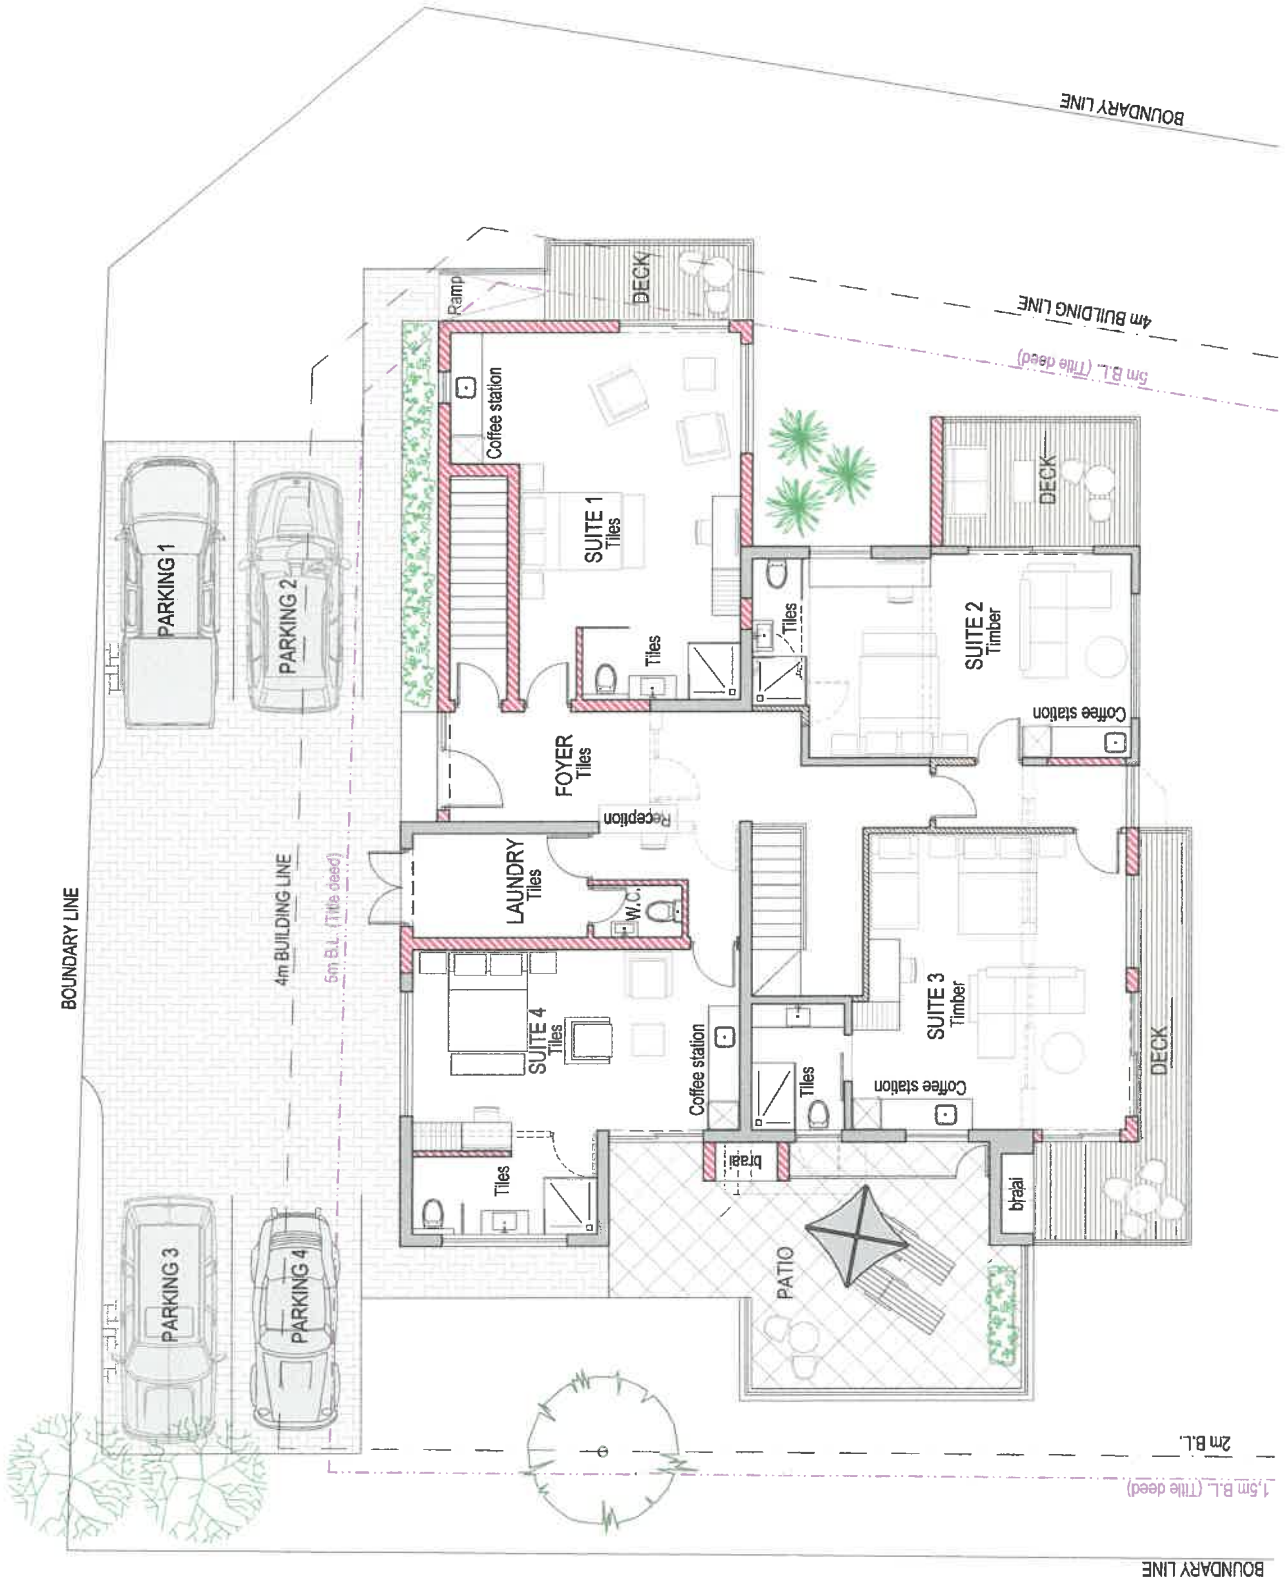 BOUNDARY LINE
Ramp
DECK
4m BUILDING LINE
5m B.L. (Title deed)
Coffee station
PARKING 1
PARKING 2
SUITE 1
Tiles
Tiles
DECK
Tiles
SUITE 2
Timber
Coffee station
FOYER
Tiles
Reception
BOUNDARY LINE
4m BUILDING LINE
5m B.L. (Title deed)
LAUNDRY
Tiles
W.C.
SUITE 4
Tiles
Coffee station
SUITE 3
Timber
Coffee station
Tiles
DECK
Tiles
braai
braai
PARKING 3
PARKING 4
PATIO
2m B.L.
1,5m B.L. (Title deed)
BOUNDARY LINE